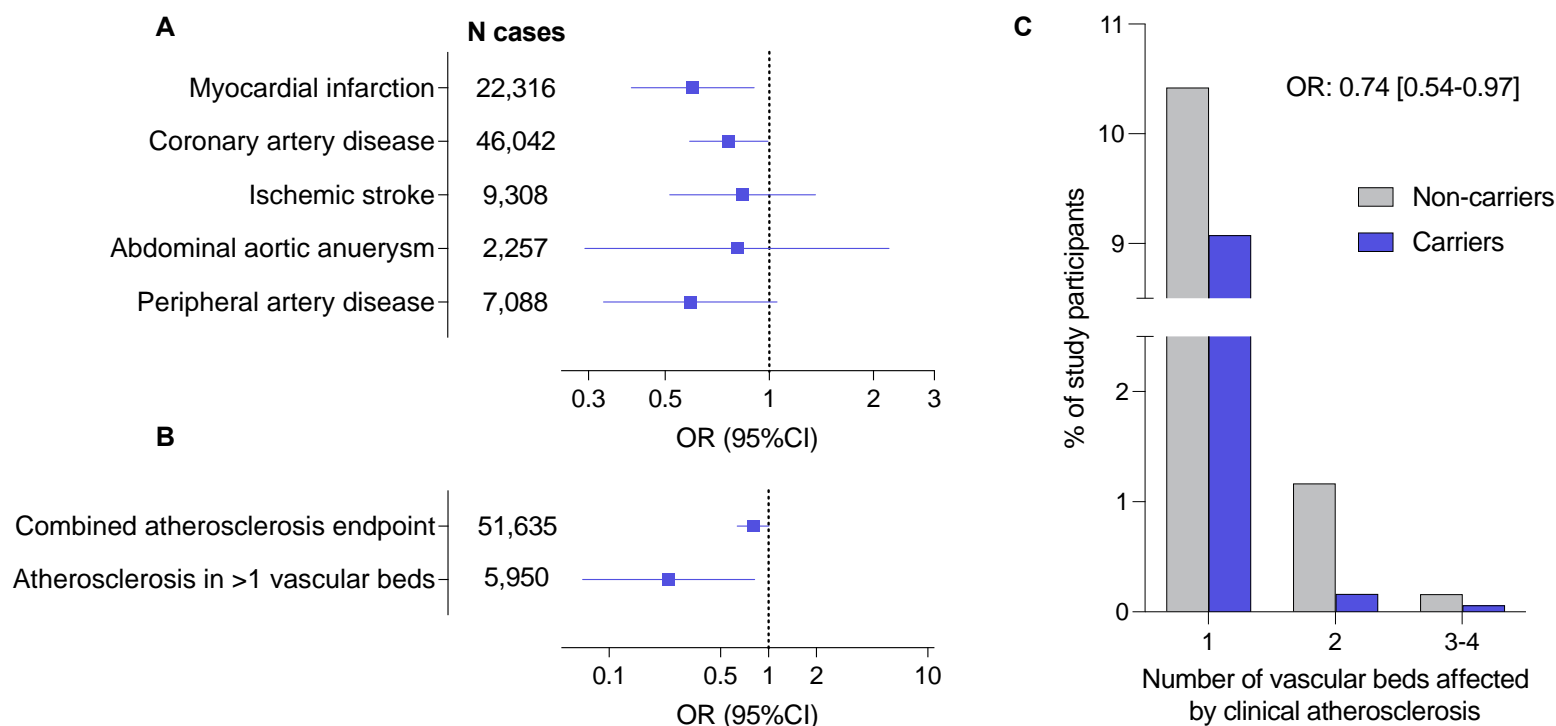 A
N cases
Myocardial infarction 22,316
Coronary artery disease 46,042
Ischemic stroke 9,308
Abdominal aortic anuerysm 2,257
Peripheral artery disease 7,088
0.3 0.5 1 2 3
OR (95%CI)
B
Combined atherosclerosis endpoint 51,635
Atherosclerosis in >1 vascular beds 5,950
0.1 0.5 1 2 10
OR (95%CI)
C
OR: 0.74 [0.54-0.97]
Non-carriers
Carriers
% of study participants
11
10
9
2
1
0
1 2 3-4
Number of vascular beds affected
by clinical atherosclerosis